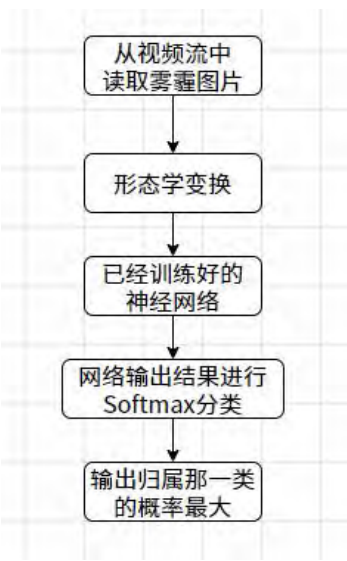 从视频流中
读取雾霾图片
形态学变换
已经训练好的
神经网络
网络输出结果进行
Softmax分类
输出归属那一类
的概率最大